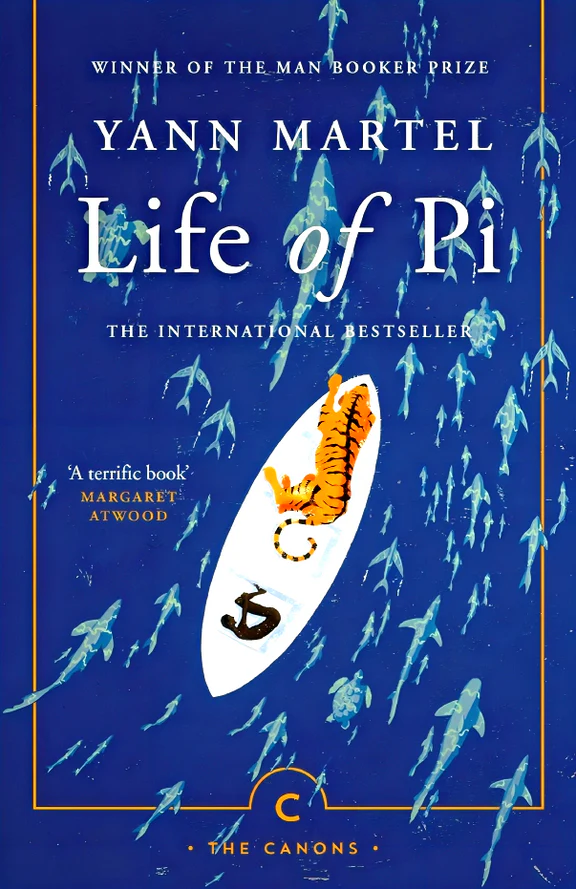 WINNER OF THE MAN BOOKER PRIZE
YANN MARTEL
Life of Pi
THE INTERNATIONAL BESTSELLER
‘A terrific book’
MARGARET
ATWOOD
C
• THE CANONS •